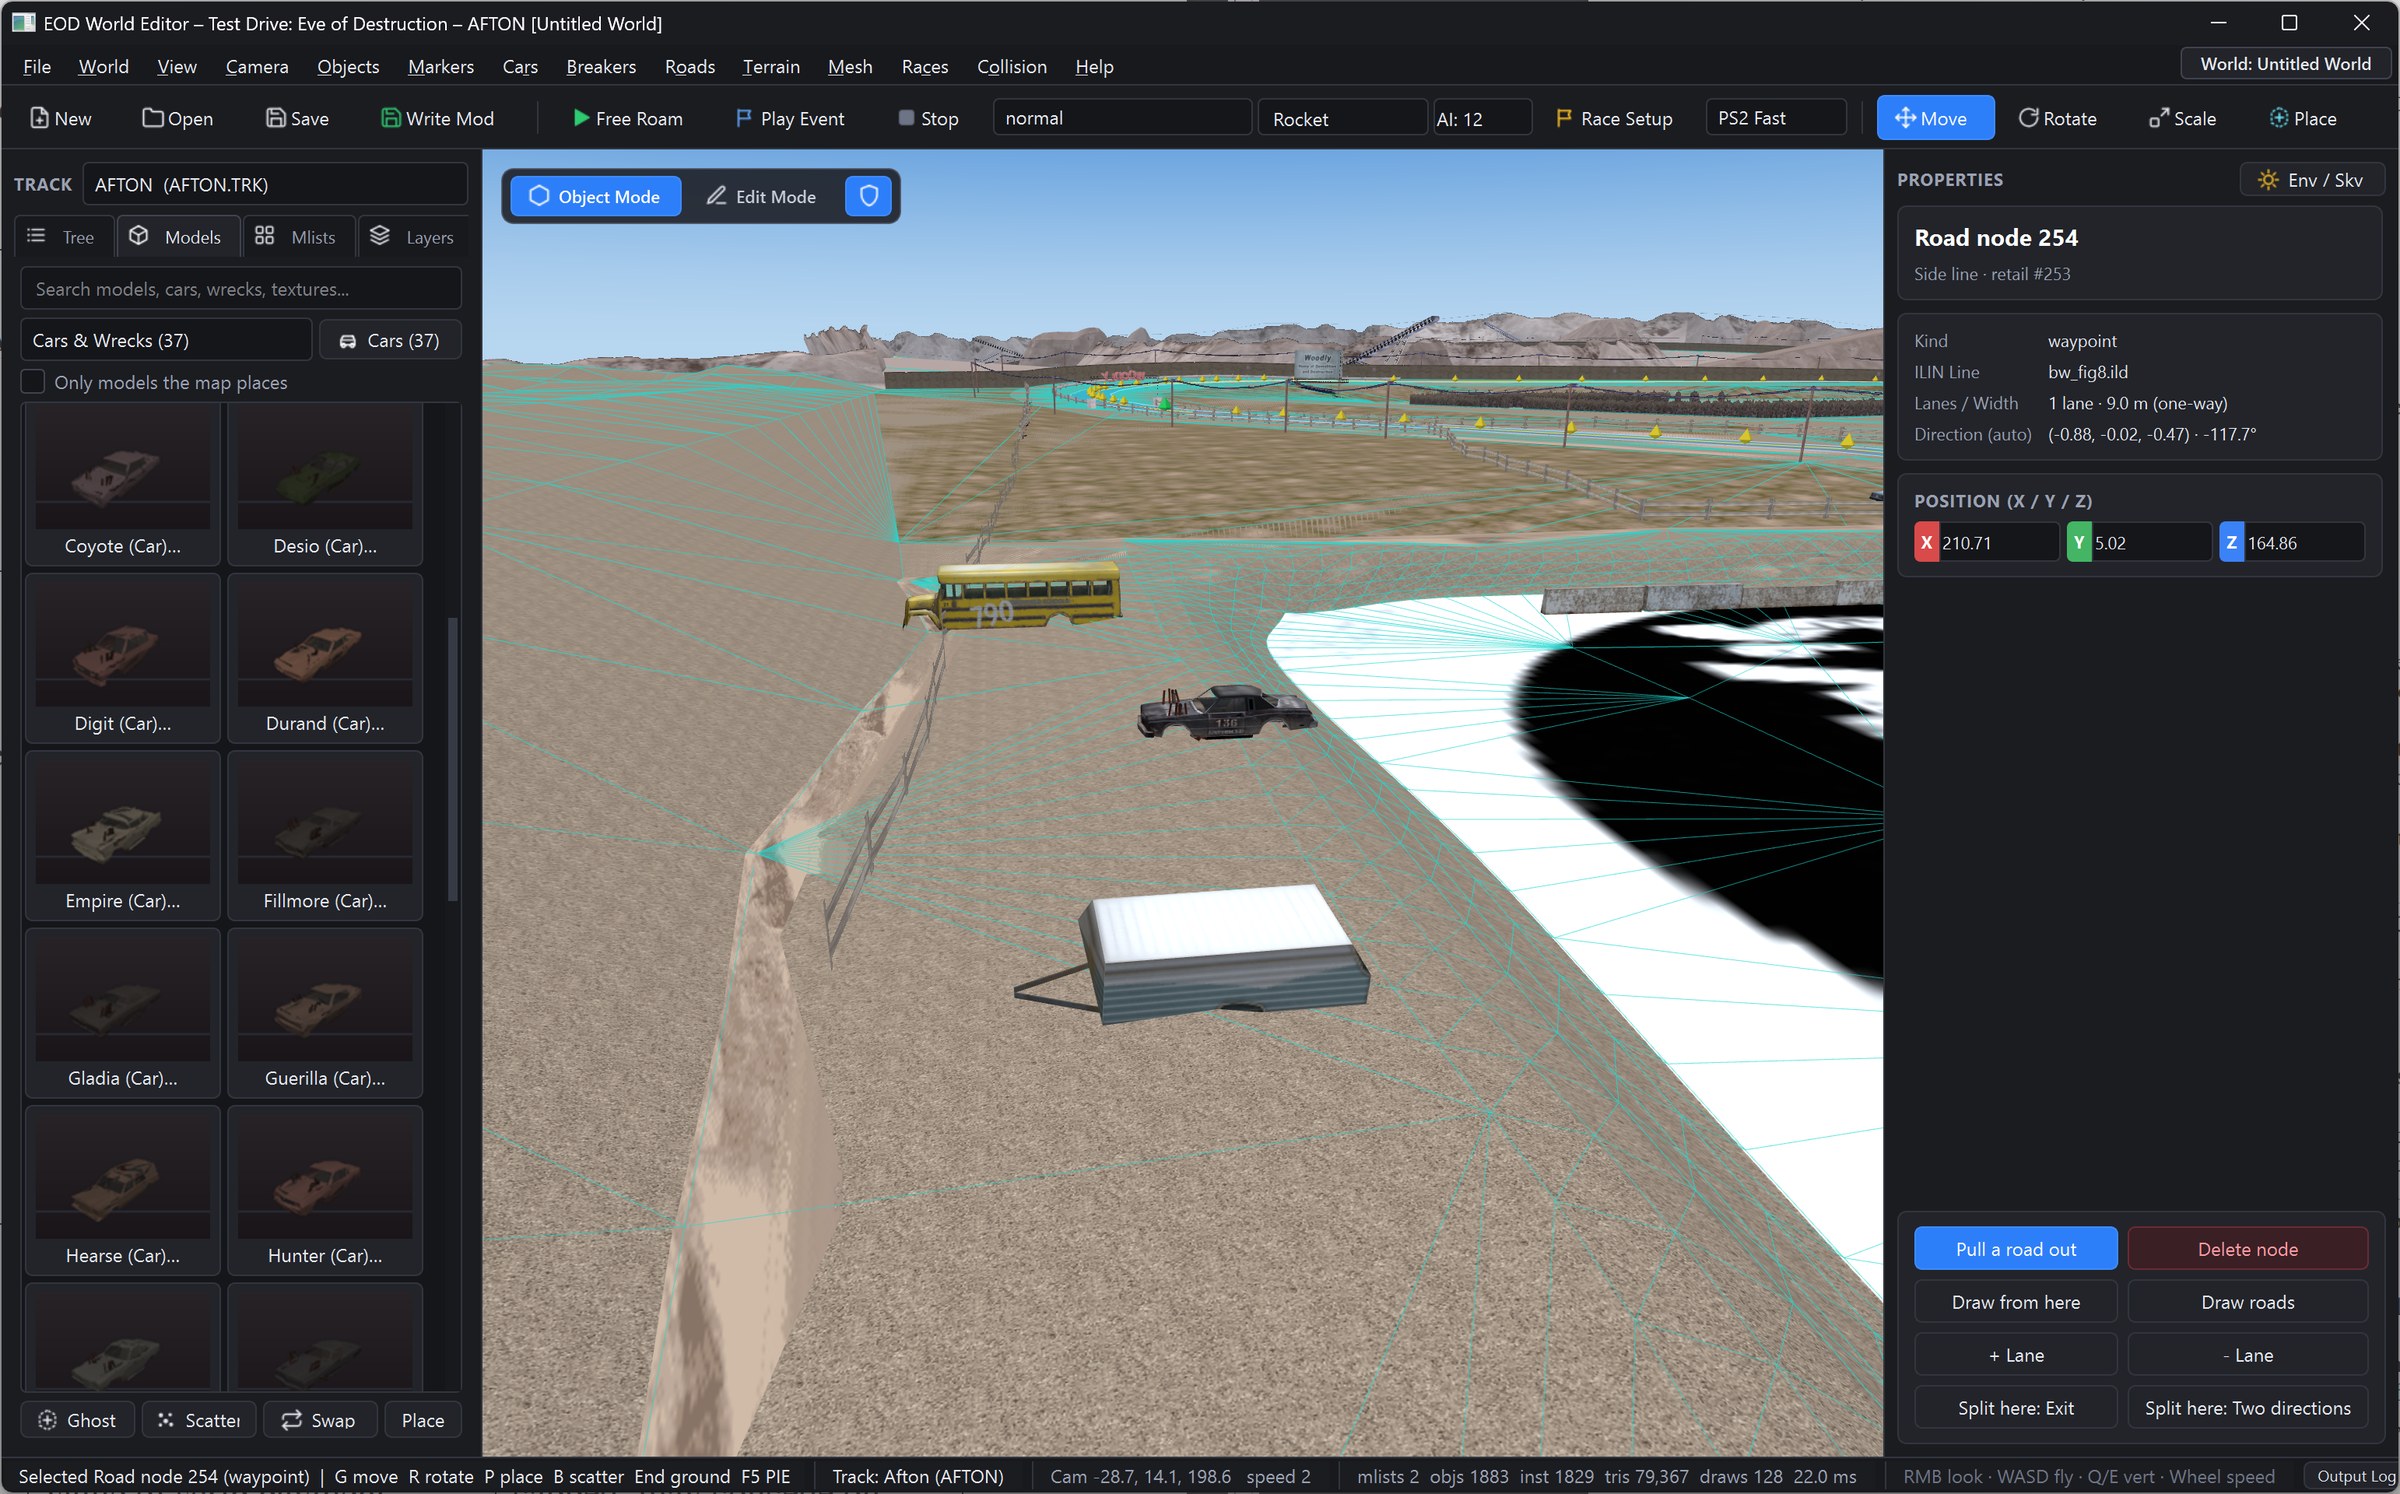 EOD World Editor – Test Drive: Eve of Destruction – AFTON [Untitled World]
File World View Camera Objects Markers Cars Breakers Roads Terrain Mesh Races Collision Help
World: Untitled World
New Open Save Write Mod Free Roam Play Event Stop normal Rocket AI: 12 Race Setup PS2 Fast Move Rotate Scale Place
TRACK AFTON (AFTON.TRK)
Tree Models Mlists Layers
Search models, cars, wrecks, textures...
Cars & Wrecks (37) Cars (37)
Only models the map places
Coyote (Car)... Desio (Car)...
Digit (Car)... Durand (Car)...
Empire (Car)... Fillmore (Car)...
Gladia (Car)... Guerilla (Car)...
Hearse (Car)... Hunter (Car)...
Ghost Scatter Swap Place
Object Mode Edit Mode
Woodly
790
136
PROPERTIES Env / Sky
Road node 254
Side line · retail #253
Kind waypoint
ILIN Line bw_fig8.ild
Lanes / Width 1 lane · 9.0 m (one-way)
Direction (auto) (-0.88, -0.02, -0.47) · -117.7°
POSITION (X / Y / Z)
X 210.71 Y 5.02 Z 164.86
Pull a road out Delete node
Draw from here Draw roads
+ Lane - Lane
Split here: Exit Split here: Two directions
Selected Road node 254 (waypoint) | G move R rotate P place B scatter End ground F5 PIE Track: Afton (AFTON) Cam -28.7, 14.1, 198.6 speed 2 mlists 2 objs 1883 inst 1829 tris 79,367 draws 128 22.0 ms RMB look · WASD fly · Q/E vert · Wheel speed Output Log